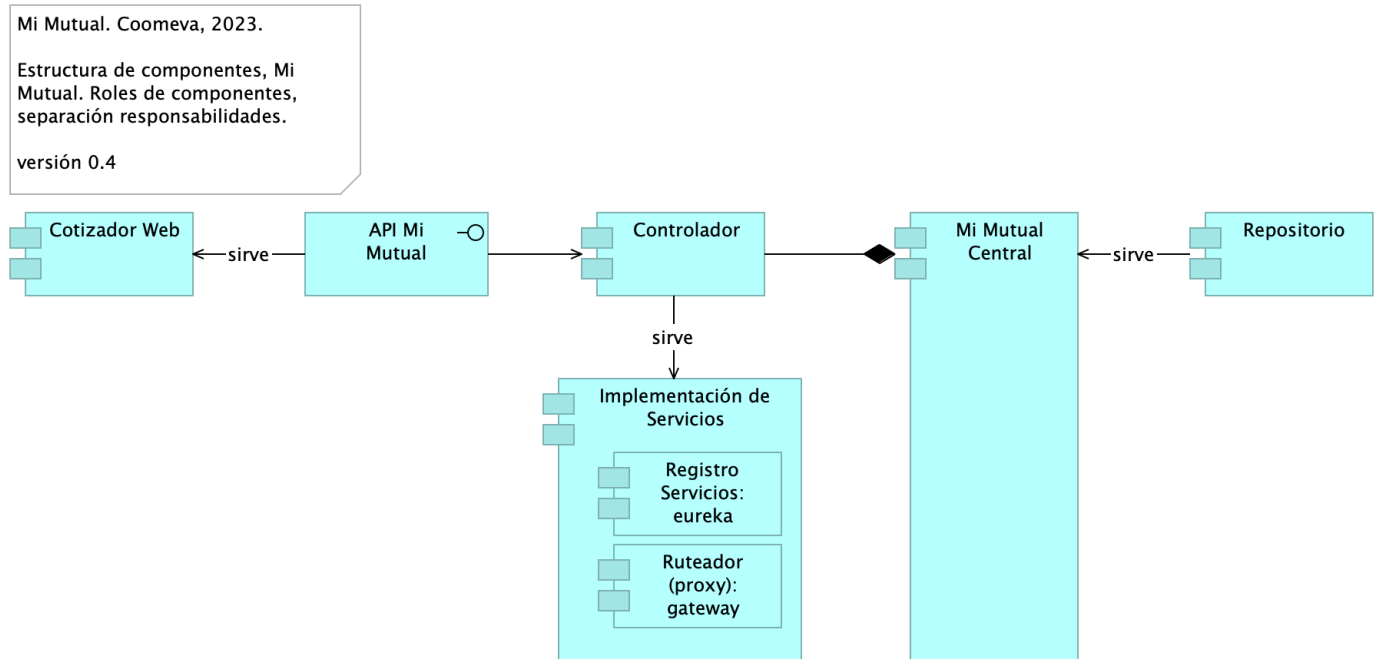 Mi Mutual. Coomeva, 2023.
Estructura de componentes, Mi
Mutual. Roles de componentes,
separación responsabilidades.
versión 0.4
Cotizador Web
sirve
API Mi
Mutual
Controlador
Mi Mutual
Central
sirve
Repositorio
sirve
Implementación de
Servicios
Registro
Servicios:
eureka
Ruteador
(proxy):
gateway